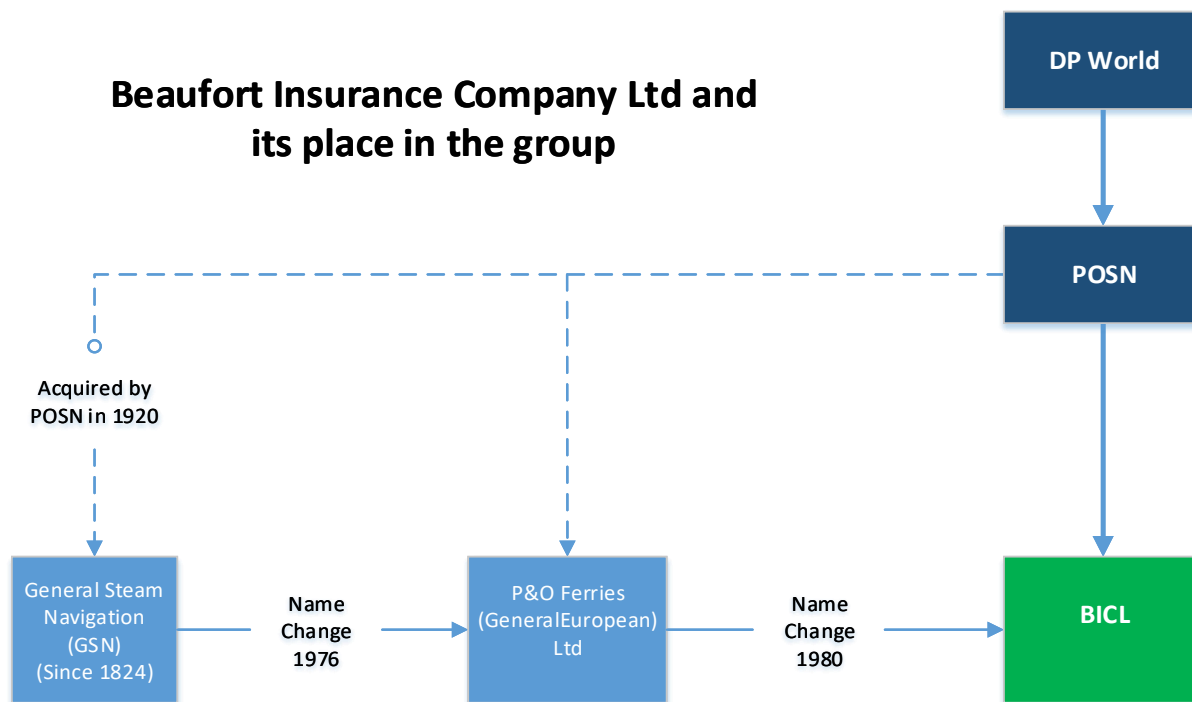 Beaufort Insurance Company Ltd and
its place in the group
DP World
POSN
Acquired by
POSN in 1920
General Steam
Navigation
(GSN)
(Since 1824)
Name
Change
1976
P&O Ferries
(GeneralEuropean)
Ltd
Name
Change
1980
BICL